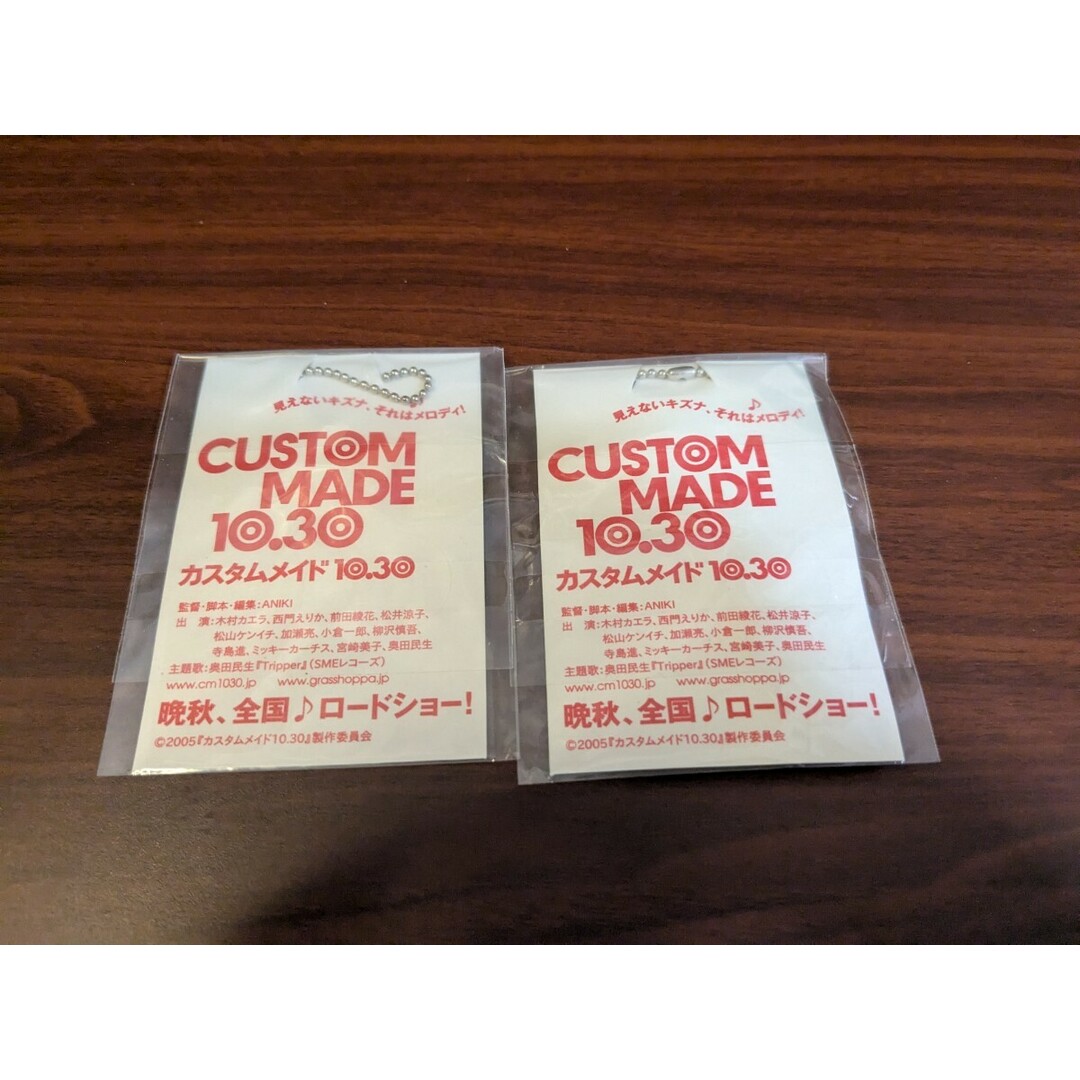 見えないキズナ、それはメロディ!
CUSTOM
MADE
10.30
カスタムメイド 10.30
監督・脚本・編集:ANIKI
出 演:木村カエラ、西門えりか、前田綾花、松井涼子、
松山ケンイチ、加瀬亮、小倉一郎、柳沢慎吾、
寺島進、ミッキーカーチス、宮崎美子、奥田民生
主題歌:奥田民生『Tripper』(SMEレコーズ)
www.cm1030.jp www.grasshoppa.jp
晩秋、全国♪ロードショー!
©2005『カスタムメイド10.30』製作委員会
見えないキズナ、それはメロディ!
CUSTOM
MADE
10.30
カスタムメイド 10.30
監督・脚本・編集:ANIKI
出 演:木村カエラ、西門えりか、前田綾花、松井涼子、
松山ケンイチ、加瀬亮、小倉一郎、柳沢慎吾、
寺島進、ミッキーカーチス、宮崎美子、奥田民生
主題歌:奥田民生『Tripper』(SMEレコーズ)
www.cm1030.jp www.grasshoppa.jp
晩秋、全国♪ロードショー!
©2005『カスタムメイド10.30』製作委員会